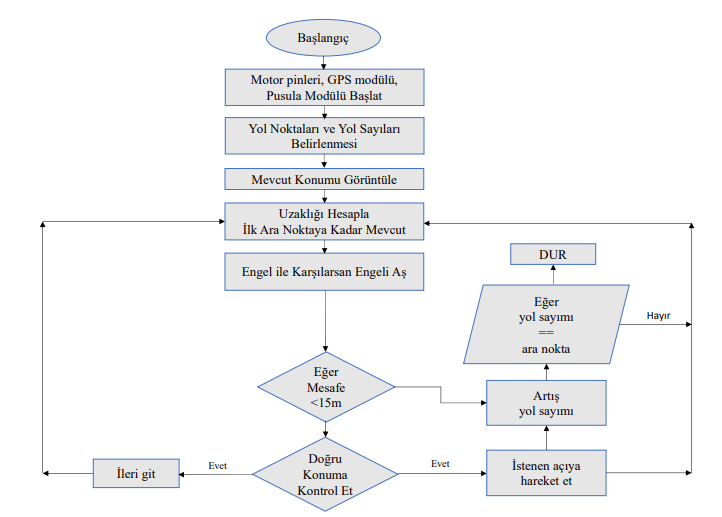 Başlangıç
Motor pinleri, GPS modülü,
Pusula Modülü Başlat
Yol Noktaları ve Yol Sayıları
Belirlenmesi
Mevcut Konumu Görüntüle
Uzaklığı Hesapla
İlk Ara Noktaya Kadar Mevcut
Engel ile Karşılarsan Engeli Aş
DUR
Eğer
yol sayımı
==
ara nokta
Hayır
Eğer
Mesafe
<15m
Artış
yol sayımı
Doğru
Konuma
Kontrol Et
Evet
İleri git
Evet
İstenen açıya
hareket et